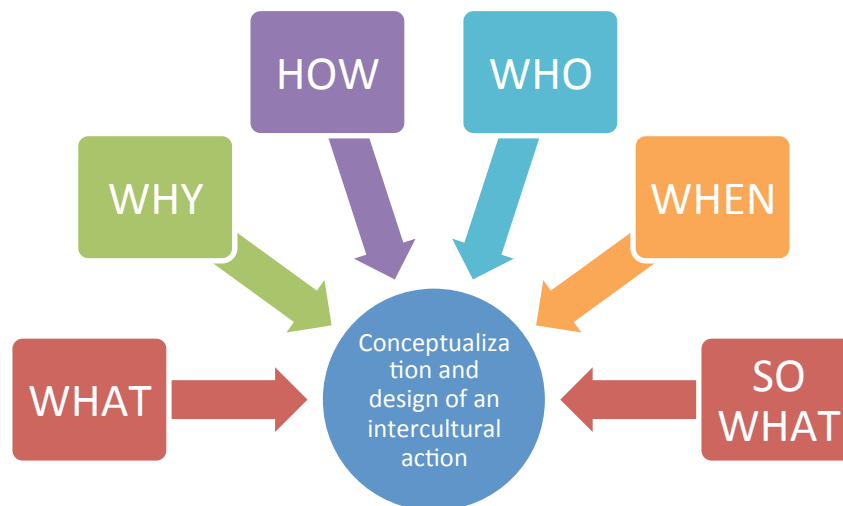 HOW
WHO
WHY
WHEN
WHAT
Conceptualiza
tion and
design of an
intercultural
action
SO
WHAT